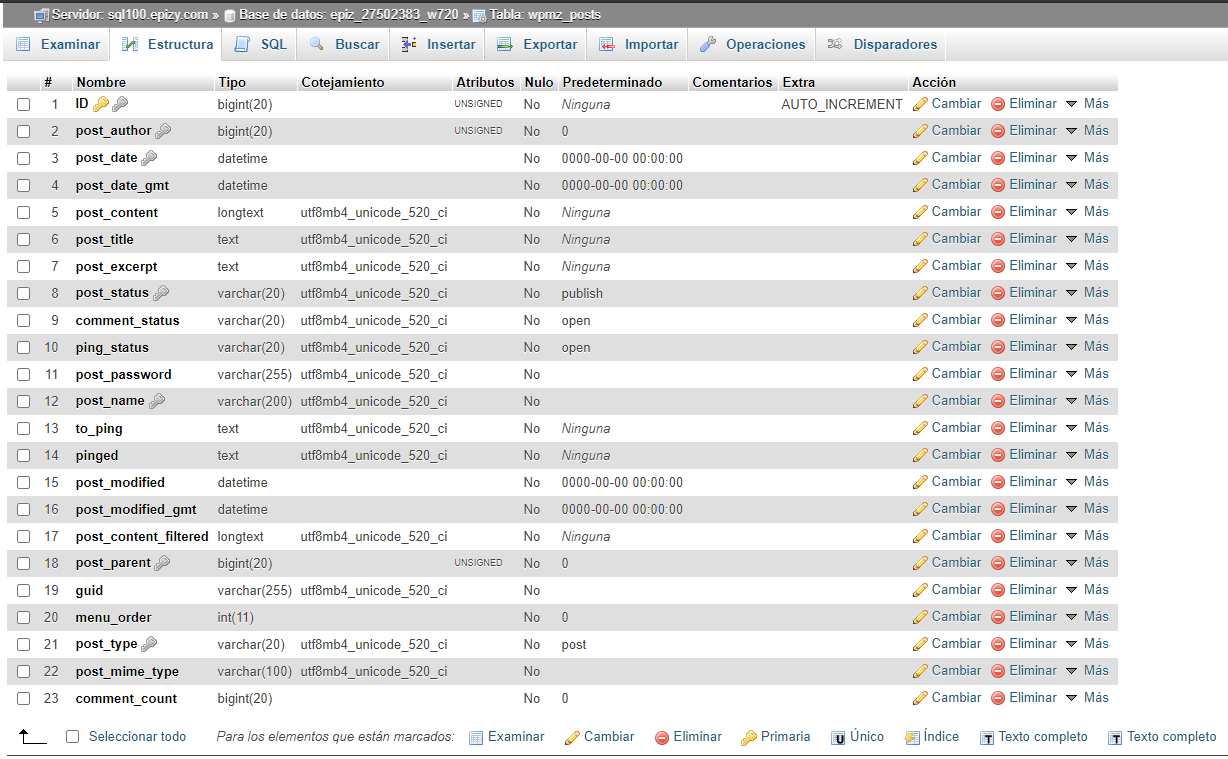 Servidor: sql100.epizy.com » Base de datos: epiz_27502383_w720 » Tabla: wpmz_posts
Examinar Estructura SQL Buscar Insertar Exportar Importar Operaciones Disparadores
# Nombre Tipo Cotejamiento Atributos Nulo Predeterminado Comentarios Extra Acción
1 ID bigint(20) UNSIGNED No Ninguna AUTO_INCREMENT Cambiar Eliminar Más
2 post_author bigint(20) UNSIGNED No 0 Cambiar Eliminar Más
3 post_date datetime No 0000-00-00 00:00:00 Cambiar Eliminar Más
4 post_date_gmt datetime No 0000-00-00 00:00:00 Cambiar Eliminar Más
5 post_content longtext utf8mb4_unicode_520_ci No Ninguna Cambiar Eliminar Más
6 post_title text utf8mb4_unicode_520_ci No Ninguna Cambiar Eliminar Más
7 post_excerpt text utf8mb4_unicode_520_ci No Ninguna Cambiar Eliminar Más
8 post_status varchar(20) utf8mb4_unicode_520_ci No publish Cambiar Eliminar Más
9 comment_status varchar(20) utf8mb4_unicode_520_ci No open Cambiar Eliminar Más
10 ping_status varchar(20) utf8mb4_unicode_520_ci No open Cambiar Eliminar Más
11 post_password varchar(255) utf8mb4_unicode_520_ci No Cambiar Eliminar Más
12 post_name varchar(200) utf8mb4_unicode_520_ci No Cambiar Eliminar Más
13 to_ping text utf8mb4_unicode_520_ci No Ninguna Cambiar Eliminar Más
14 pinged text utf8mb4_unicode_520_ci No Ninguna Cambiar Eliminar Más
15 post_modified datetime No 0000-00-00 00:00:00 Cambiar Eliminar Más
16 post_modified_gmt datetime No 0000-00-00 00:00:00 Cambiar Eliminar Más
17 post_content_filtered longtext utf8mb4_unicode_520_ci No Ninguna Cambiar Eliminar Más
18 post_parent bigint(20) UNSIGNED No 0 Cambiar Eliminar Más
19 guid varchar(255) utf8mb4_unicode_520_ci No Cambiar Eliminar Más
20 menu_order int(11) No 0 Cambiar Eliminar Más
21 post_type varchar(20) utf8mb4_unicode_520_ci No post Cambiar Eliminar Más
22 post_mime_type varchar(100) utf8mb4_unicode_520_ci No Cambiar Eliminar Más
23 comment_count bigint(20) No 0 Cambiar Eliminar Más
Seleccionar todo Para los elementos que están marcados: Examinar Cambiar Eliminar Primaria Único Índice Texto completo Texto completo